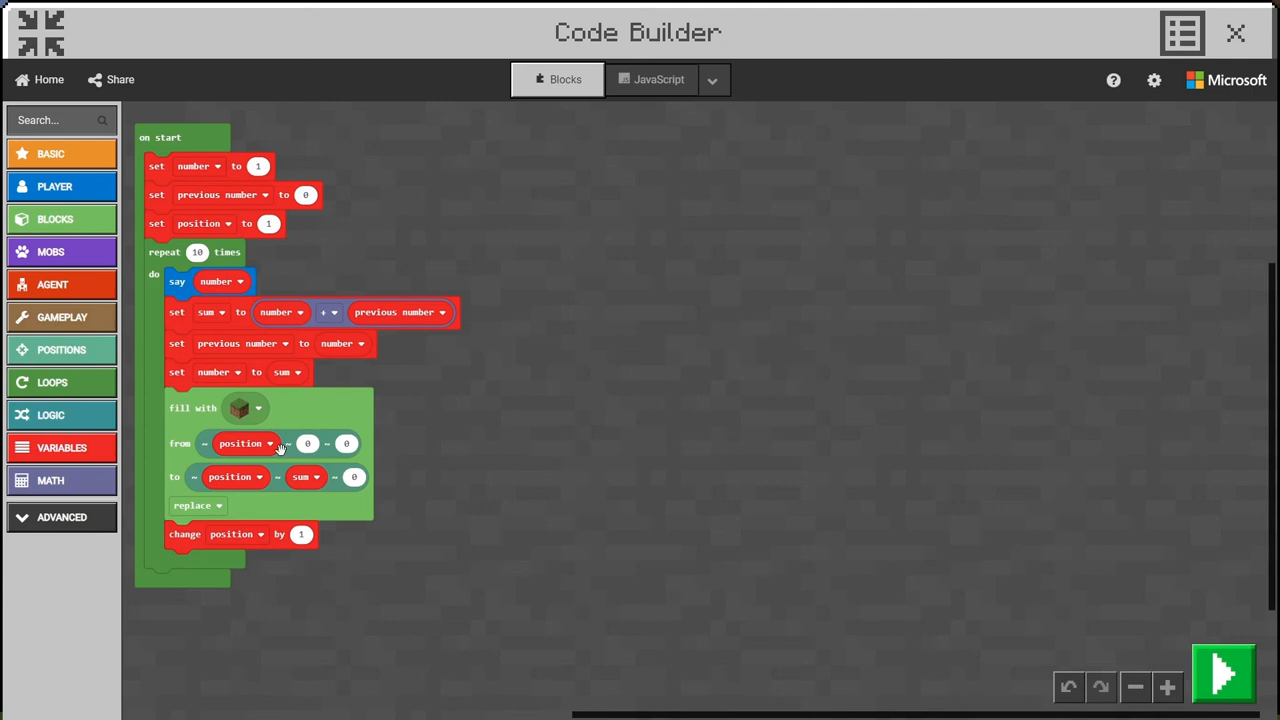 Code Builder
Home Share Blocks JavaScript Microsoft
Search...
BASIC
PLAYER
BLOCKS
MOBS
AGENT
GAMEPLAY
POSITIONS
LOOPS
LOGIC
VARIABLES
MATH
ADVANCED
on start
set number to 1
set previous number to 0
set position to 1
repeat 10 times
do say number
set sum to number + previous number
set previous number to number
set number to sum
fill with
from ~ position ~ 0 ~ 0
to ~ position ~ sum ~ 0
replace
change position by 1